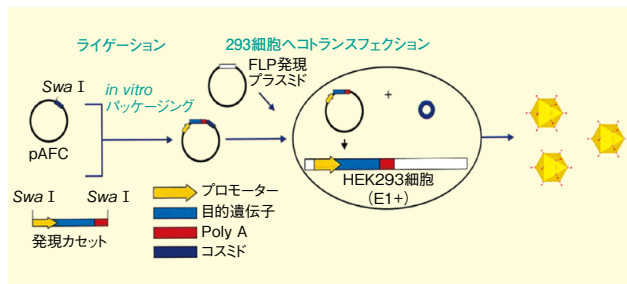 ライゲーション
293細胞へコトランスフェクション
Swa I
in vitro
パッケージング
FLP発現
プラスミド
pAFC
+
Swa I
Swa I
発現カセット
プロモーター
目的遺伝子
Poly A
コスミド
HEK293細胞
(E1+)